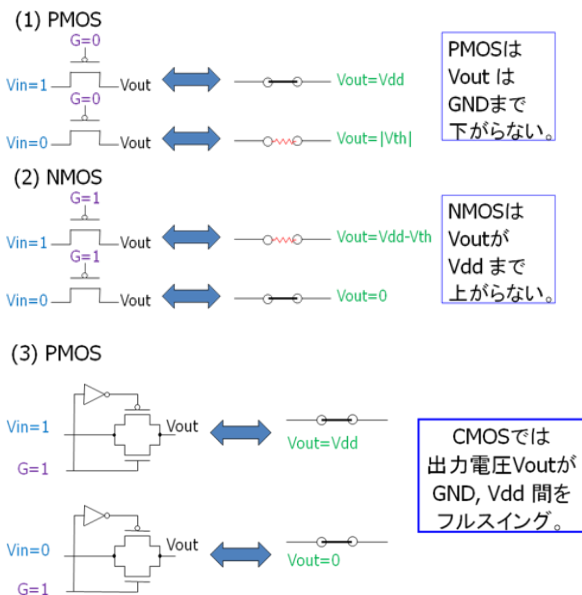 (1) PMOS
G=0
Vin=1
Vout
Vout=Vdd
G=0
Vin=0
Vout
Vout=|Vth|
PMOSは
Vout は
GNDまで
下がらない。
(2) NMOS
G=1
Vin=1
Vout
Vout=Vdd-Vth
G=1
Vin=0
Vout
Vout=0
NMOSは
Voutが
Vdd まで
上がらない。
(3) PMOS
Vin=1
Vout
Vout=Vdd
G=1
Vin=0
Vout
Vout=0
G=1
CMOSでは
出力電圧Voutが
GND, Vdd 間を
フルスイング。